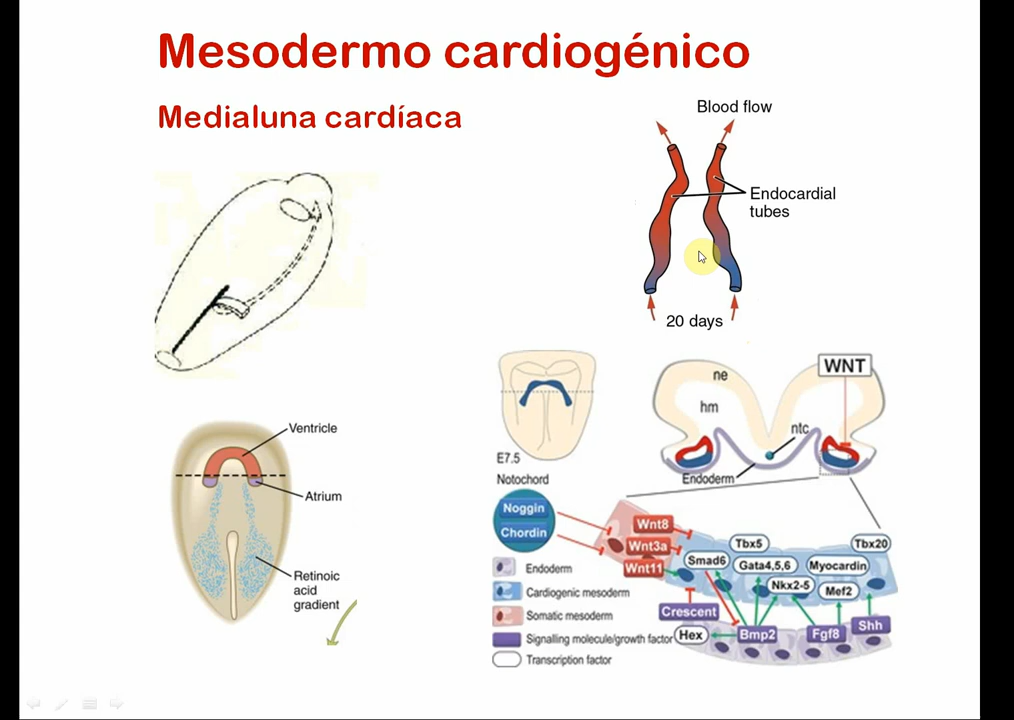 Mesodermo cardiogénico
Medialuna cardíaca
Blood flow
Endocardial
tubes
20 days
Ventricle
Atrium
Retinoic
acid
gradient
E7.5
ne
hm
WNT
ntc
Endoderm
Notochord
Noggin
Chordin
Wnt8
Wnt3a
Wnt11
Smad6
Tbx5
Gata4,5,6
Nkx2-5
Myocardin
Mef2
Tbx20
Crescent
Hex
Bmp2
Fgf8
Shh
Endoderm
Cardiogenic mesoderm
Somatic mesoderm
Signalling molecule/growth factor
Transcription factor